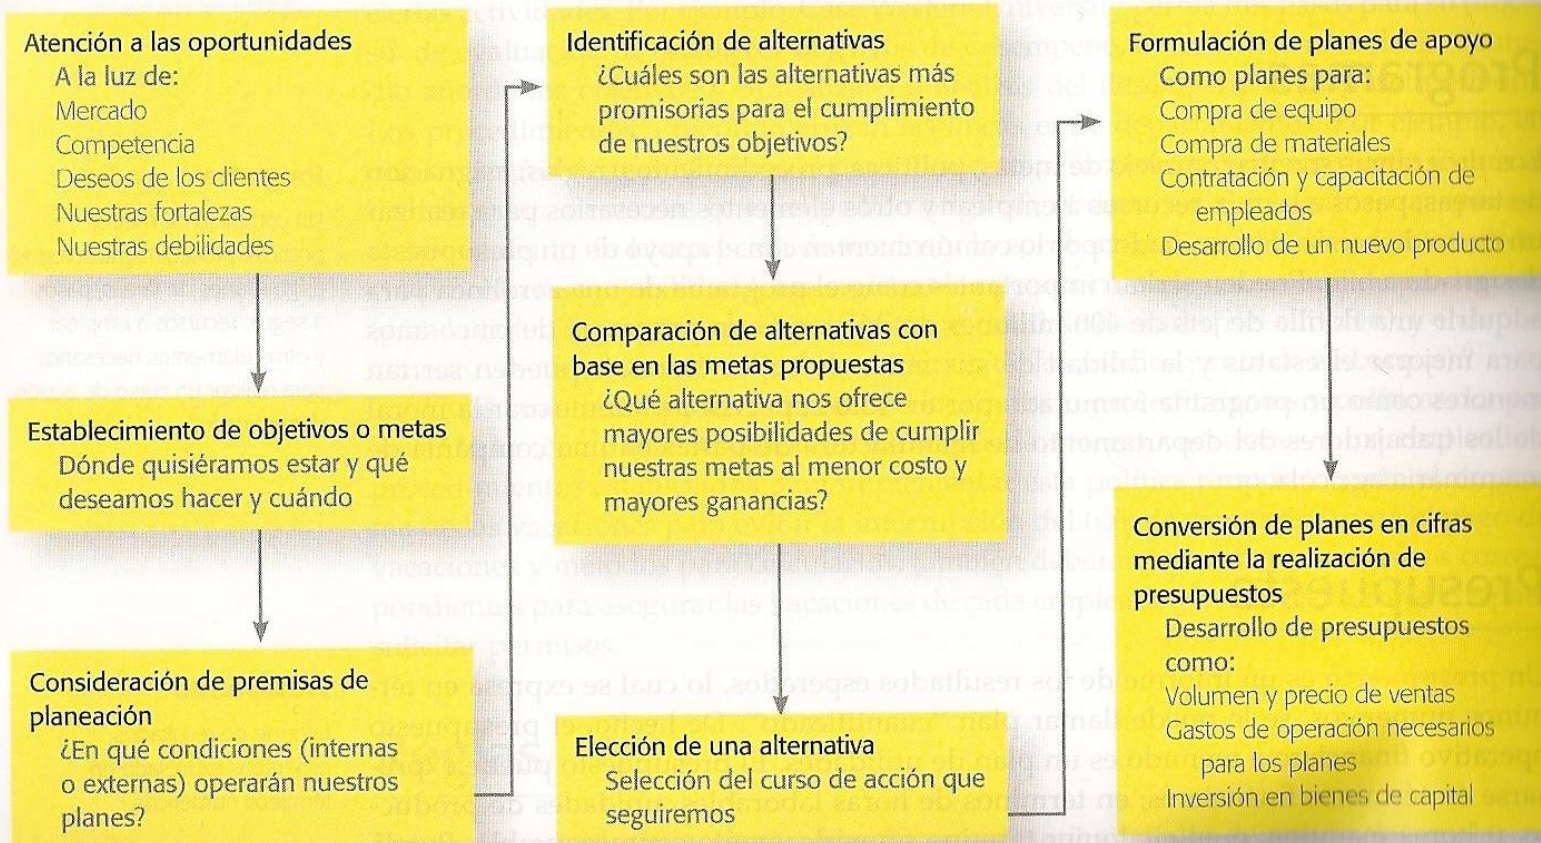 Atención a las oportunidades
A la luz de:
Mercado
Competencia
Deseos de los clientes
Nuestras fortalezas
Nuestras debilidades
Establecimiento de objetivos o metas
Dónde quisiéramos estar y qué
deseamos hacer y cuándo
Consideración de premisas de
planeación
¿En qué condiciones (internas
o externas) operarán nuestros
planes?
Identificación de alternativas
¿Cuáles son las alternativas más
promisorias para el cumplimiento
de nuestros objetivos?
Comparación de alternativas con
base en las metas propuestas
¿Qué alternativa nos ofrece
mayores posibilidades de cumplir
nuestras metas al menor costo y
mayores ganancias?
Elección de una alternativa
Selección del curso de acción que
seguiremos
Formulación de planes de apoyo
Como planes para:
Compra de equipo
Compra de materiales
Contratación y capacitación de
empleados
Desarrollo de un nuevo producto
Conversión de planes en cifras
mediante la realización de
presupuestos
Desarrollo de presupuestos
como:
Volumen y precio de ventas
Gastos de operación necesarios
para los planes
Inversión en bienes de capital